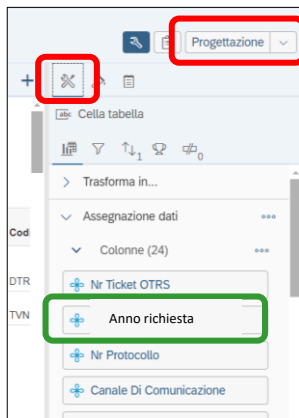 Progettazione
abc Cella tabella
1 0
Trasforma in...
Assegnazione dati
Colonne (24)
Cod
Nr Ticket OTRS
DTR
Anno richiesta
TVN
Nr Protocollo
Canale Di Comunicazione